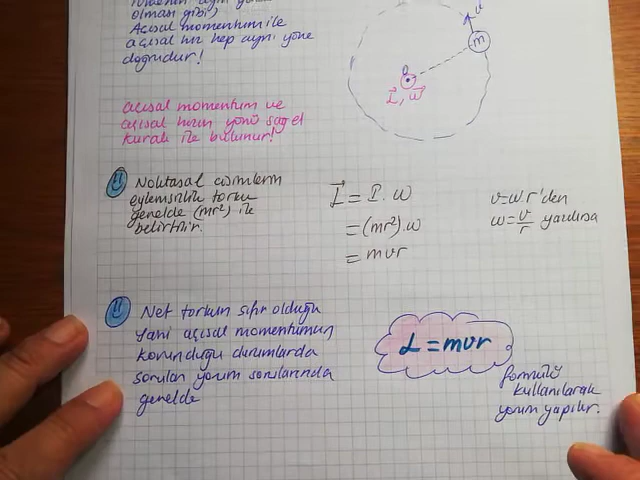 olması gibi)
Açısal momentum ile
açısal hız hep aynı yöne
doğrudur!
v
m
O
L, w
açısal momentum ve
açısal hızın yönü sağ el
kuralı ile bulunur!
Noktasal cisimlerin
eylemsizlik torku
genelde (mr²) ile
belirtilir.
L = I . w
= (mr²) . w
= mvr
v=w.r'den
w=v/r yazılırsa
Net torkun sıfır olduğu
yani açısal momentumun
korunduğu durumlarda
sorulan yorum sorularında
genelde
L = mvr
formülü
kullanılarak
yorum yapılır.